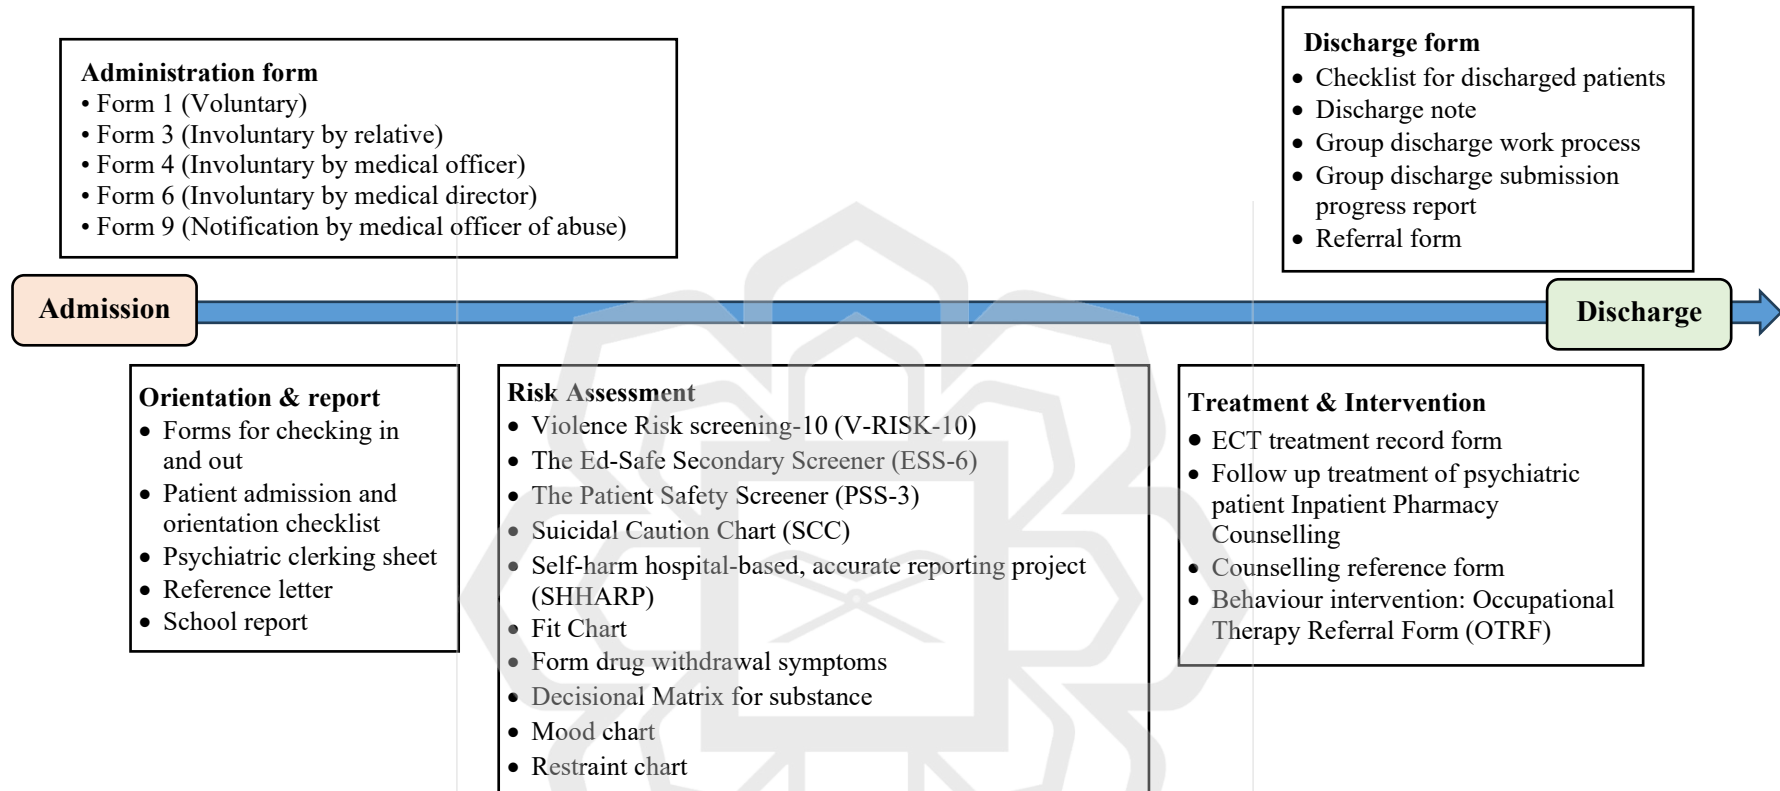 Administration form
• Form 1 (Voluntary)
• Form 3 (Involuntary by relative)
• Form 4 (Involuntary by medical officer)
• Form 6 (Involuntary by medical director)
• Form 9 (Notification by medical officer of abuse)
Discharge form
• Checklist for discharged patients
• Discharge note
• Group discharge work process
• Group discharge submission
progress report
• Referral form
Admission
Discharge
Orientation & report
• Forms for checking in
and out
• Patient admission and
orientation checklist
• Psychiatric clerking sheet
• Reference letter
• School report
Risk Assessment
• Violence Risk screening-10 (V-RISK-10)
• The Ed-Safe Secondary Screener (ESS-6)
• The Patient Safety Screener (PSS-3)
• Suicidal Caution Chart (SCC)
• Self-harm hospital-based, accurate reporting project
(SHHARP)
• Fit Chart
• Form drug withdrawal symptoms
• Decisional Matrix for substance
• Mood chart
• Restraint chart
Treatment & Intervention
• ECT treatment record form
• Follow up treatment of psychiatric
patient Inpatient Pharmacy
Counselling
• Counselling reference form
• Behaviour intervention: Occupational
Therapy Referral Form (OTRF)